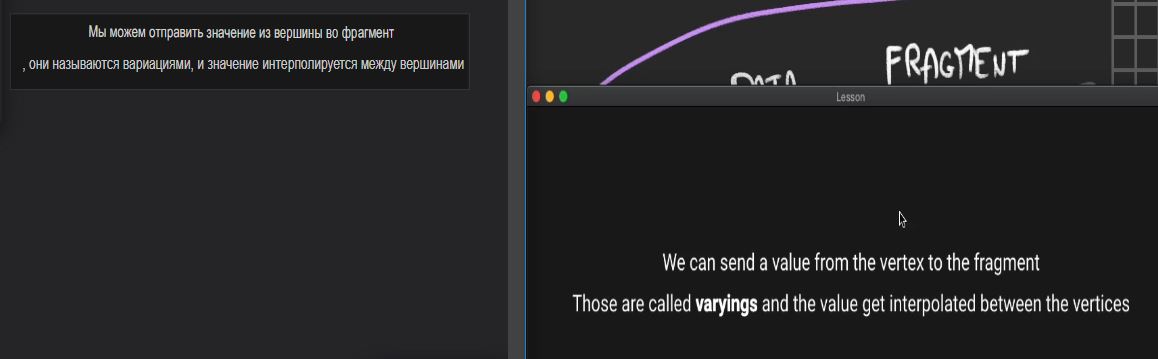 Мы можем отправить значение из вершины во фрагмент
, они называются вариациями, и значение интерполируется между вершинами
DATA
FRAGMENT
Lesson
We can send a value from the vertex to the fragment
Those are called varyings and the value get interpolated between the vertices